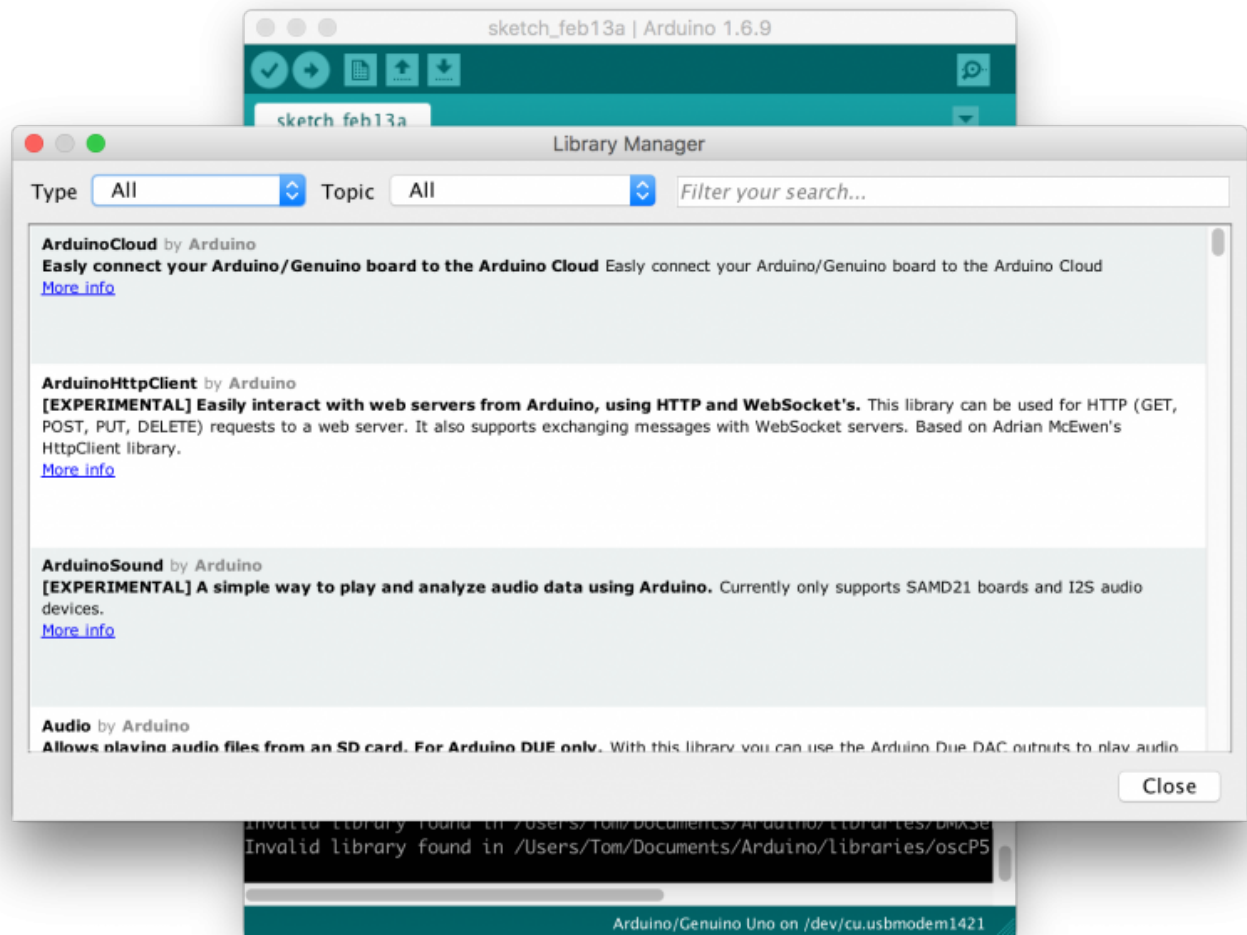 sketch_feb13a | Arduino 1.6.9
sketch_feb13a
Library Manager
Type All Topic All Filter your search...
ArduinoCloud by Arduino
Easly connect your Arduino/Genuino board to the Arduino Cloud Easly connect your Arduino/Genuino board to the Arduino Cloud
More info
ArduinoHttpClient by Arduino
[EXPERIMENTAL] Easily interact with web servers from Arduino, using HTTP and WebSocket's. This library can be used for HTTP (GET,
POST, PUT, DELETE) requests to a web server. It also supports exchanging messages with WebSocket servers. Based on Adrian McEwen's
HttpClient library.
More info
ArduinoSound by Arduino
[EXPERIMENTAL] A simple way to play and analyze audio data using Arduino. Currently only supports SAMD21 boards and I2S audio
devices.
More info
Audio by Arduino
Allows playing audio files from an SD card. For Arduino DUE only. With this library you can use the Arduino Due DAC outputs to play audio
Close
Invalid library found in /Users/Tom/Documents/Arduino/libraries/DMXSe
Invalid library found in /Users/Tom/Documents/Arduino/libraries/oscP5
Arduino/Genuino Uno on /dev/cu.usbmodem1421